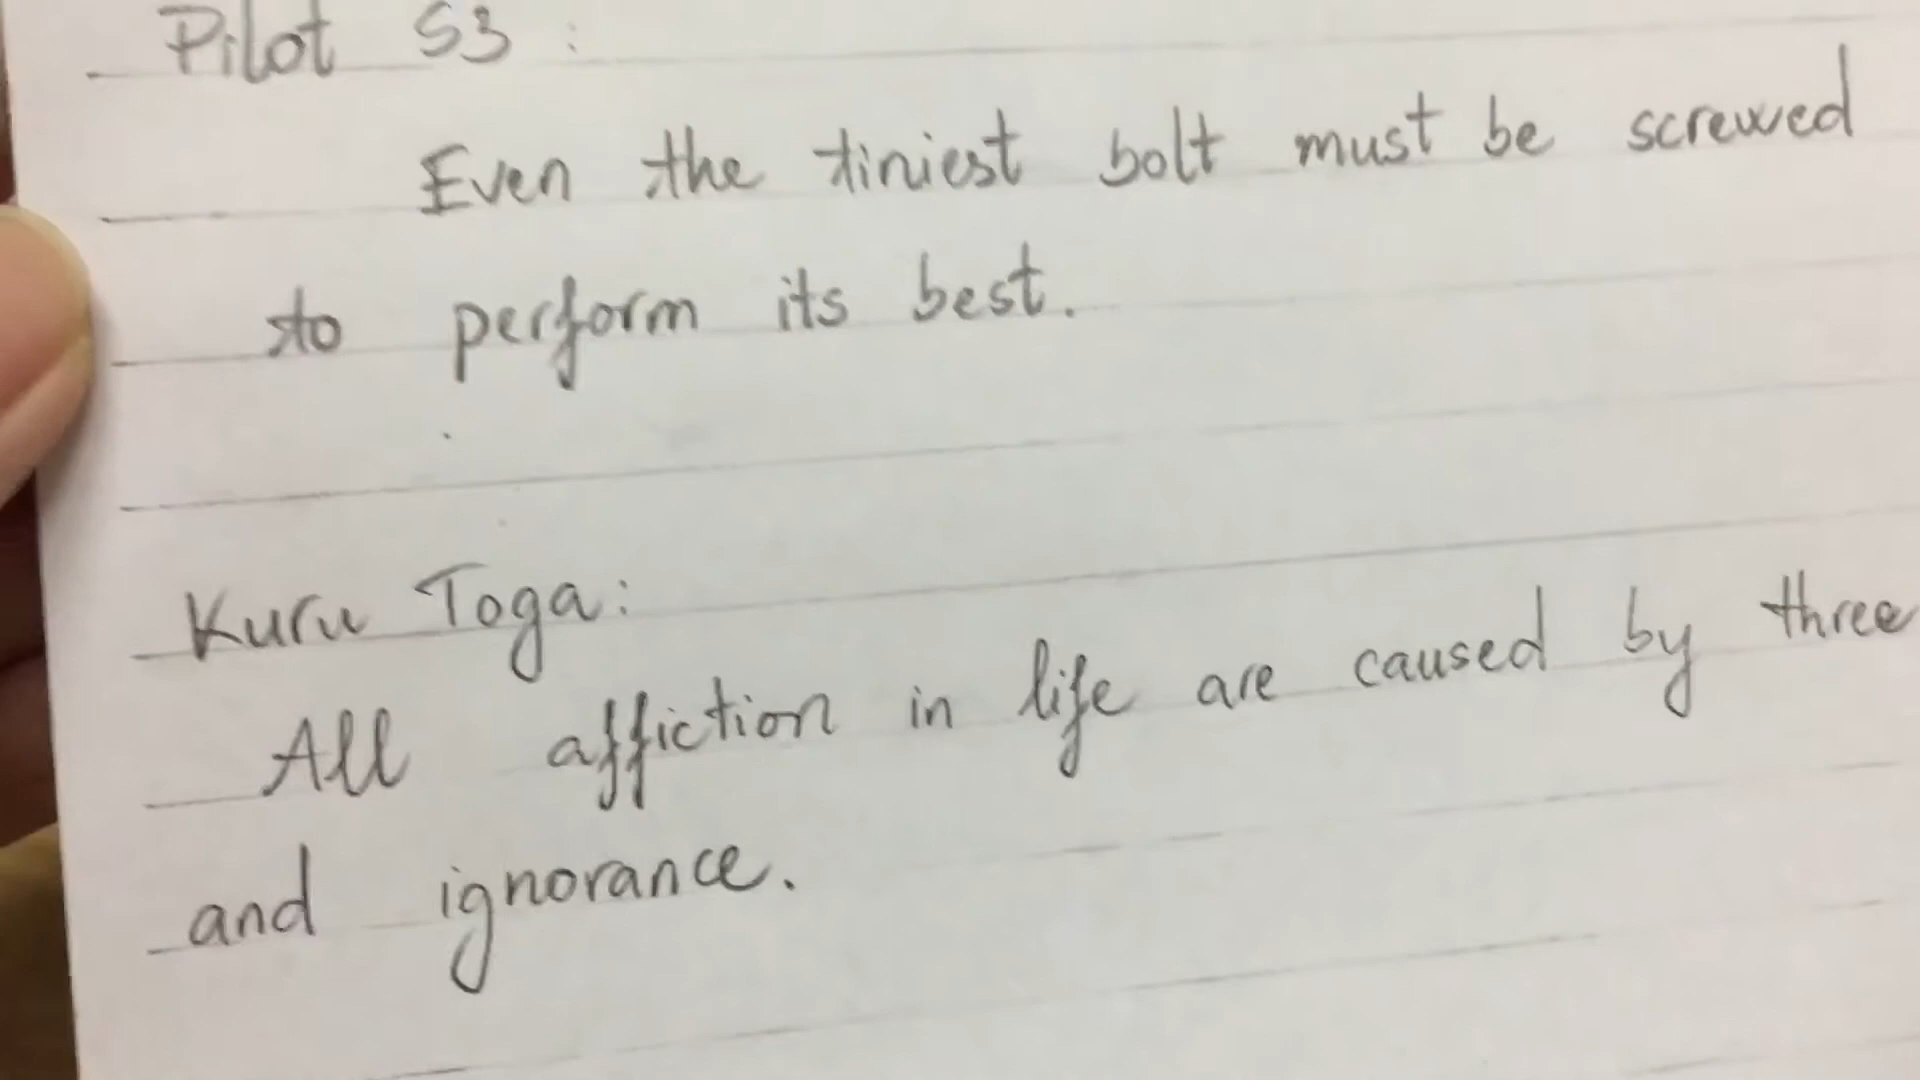 Pilot S3 :
Even the tiniest bolt must be screwed
to perform its best.
Kuru Toga:
All affiction in life are caused by three
and ignorance.